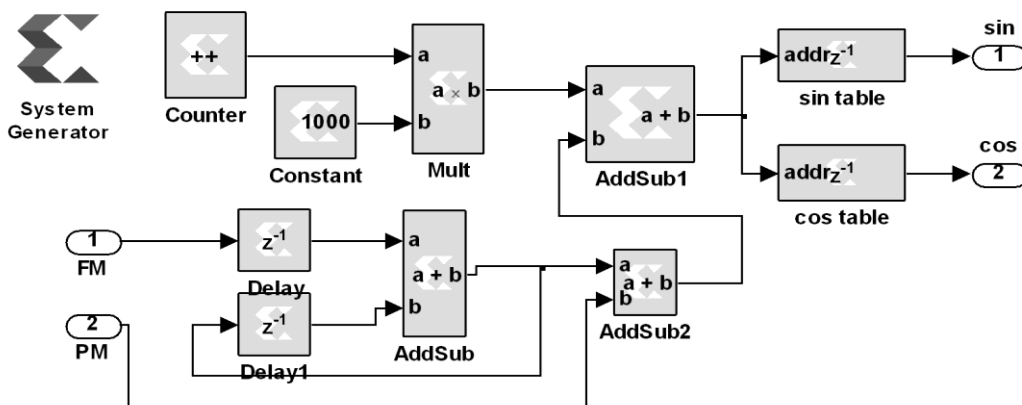 System
Generator
++
Counter
1000
Constant
a
a × b
b
Mult
a
a + b
b
AddSub1
addr z⁻¹
sin table
sin
1
addr z⁻¹
cos table
cos
2
1
FM
z⁻¹
Delay
2
PM
z⁻¹
Delay1
a
a + b
b
AddSub
a
a + b
b
AddSub2